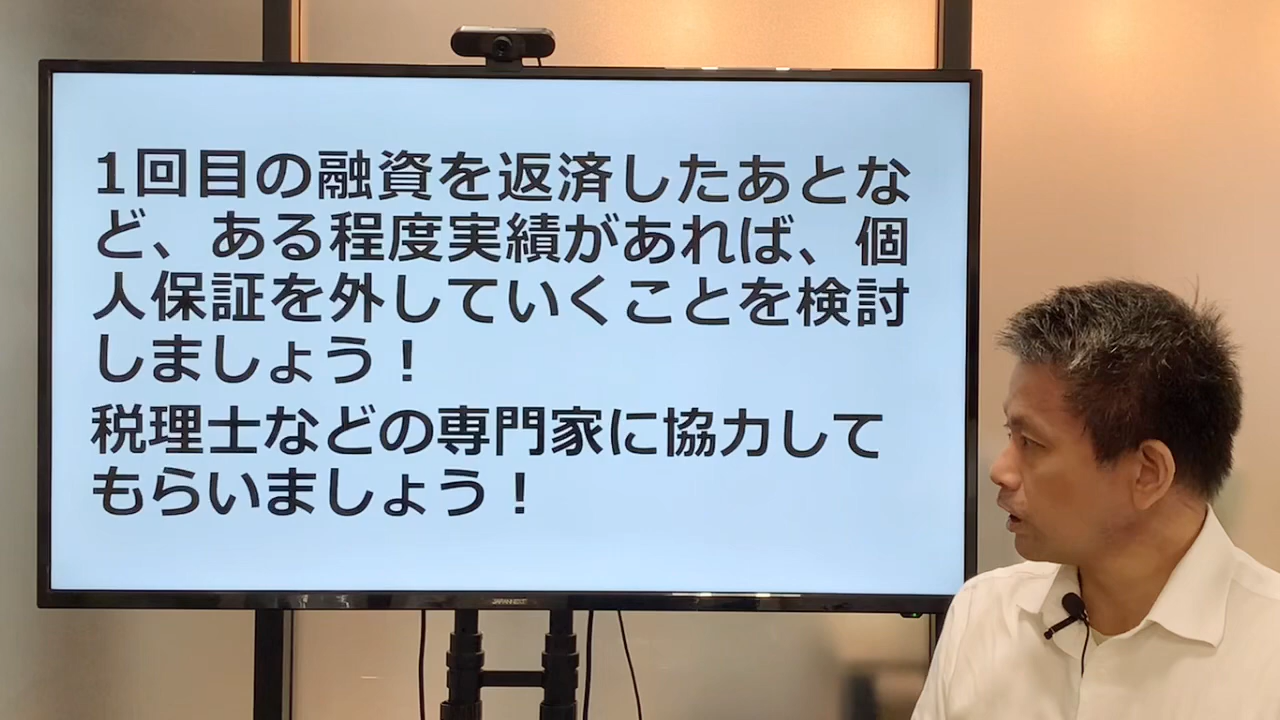 1回目の融資を返済したあとな
ど、ある程度実績があれば、個
人保証を外していくことを検討
しましょう！
税理士などの専門家に協力して
もらいましょう！